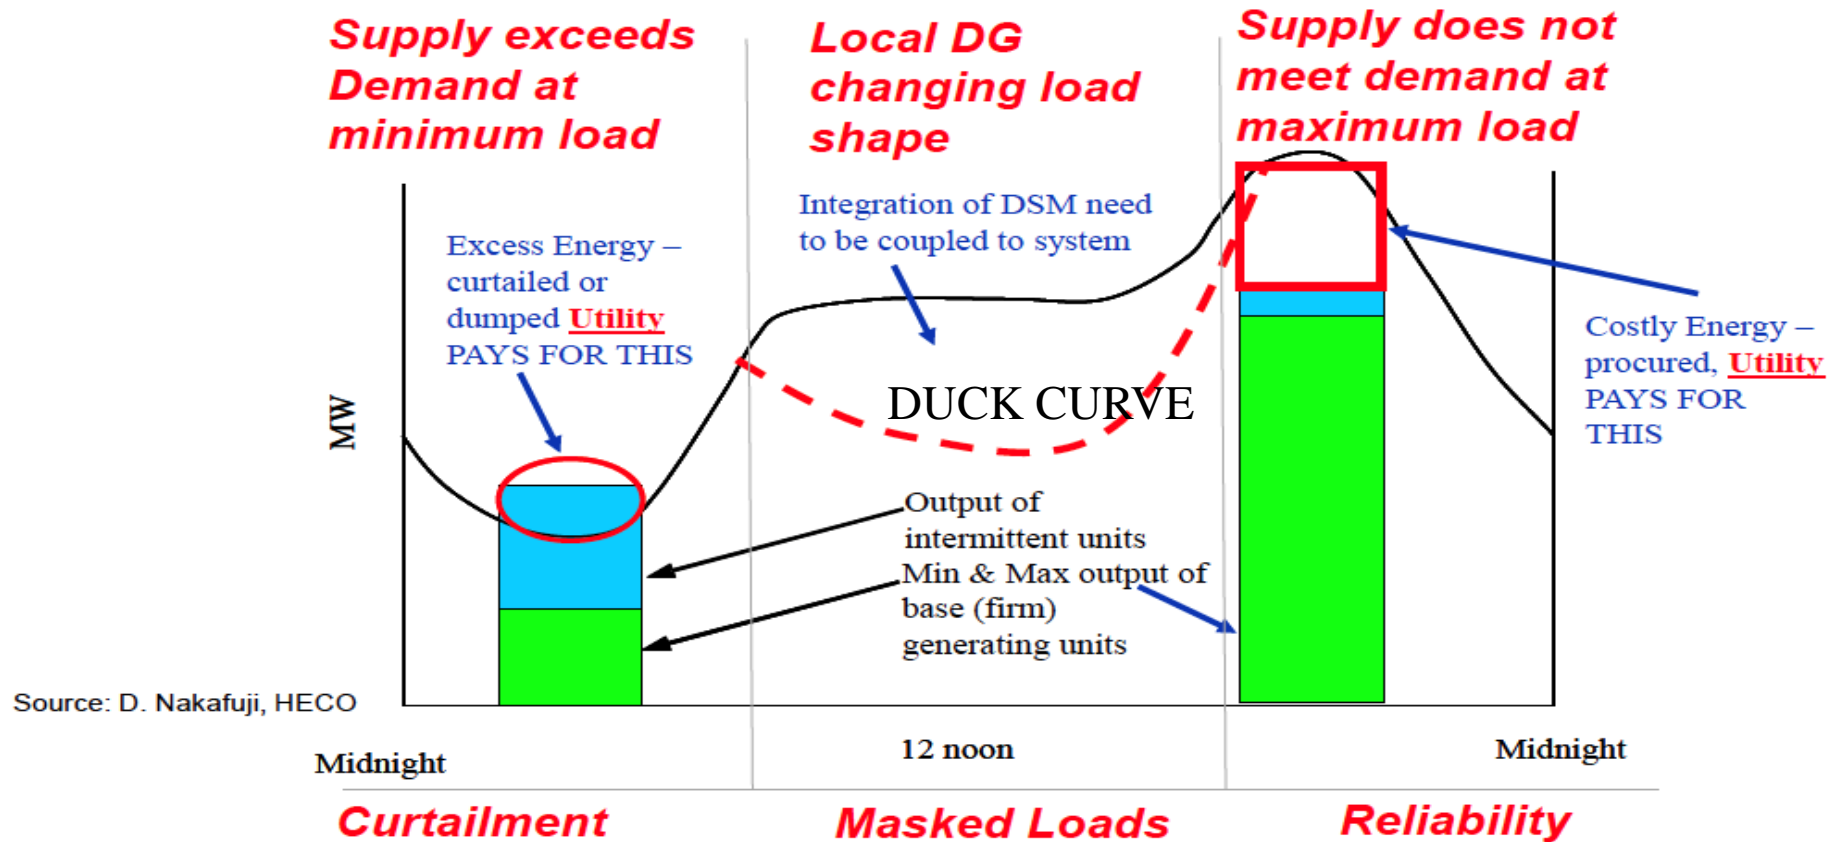 Supply exceeds
Demand at
minimum load
Local DG
changing load
shape
Supply does not
meet demand at
maximum load
Excess Energy –
curtailed or
dumped Utility
PAYS FOR THIS
Integration of DSM need
to be coupled to system
Costly Energy –
procured, Utility
PAYS FOR
THIS
MW
DUCK CURVE
Output of
intermittent units
Min & Max output of
base (firm)
generating units
Source: D. Nakafuji, HECO
Midnight
12 noon
Midnight
Curtailment
Masked Loads
Reliability